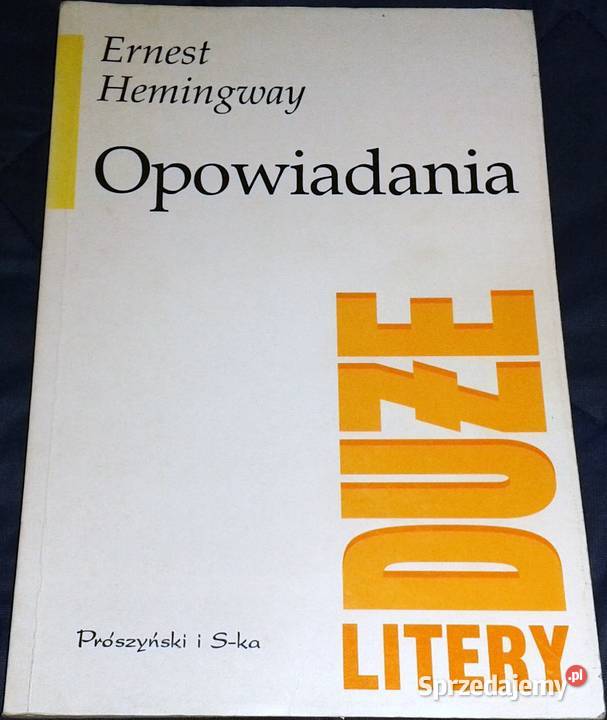 Ernest
Hemingway
Opowiadania
DUŻE
LITERY
Prószyński i S-ka
Sprzedajemy.pl